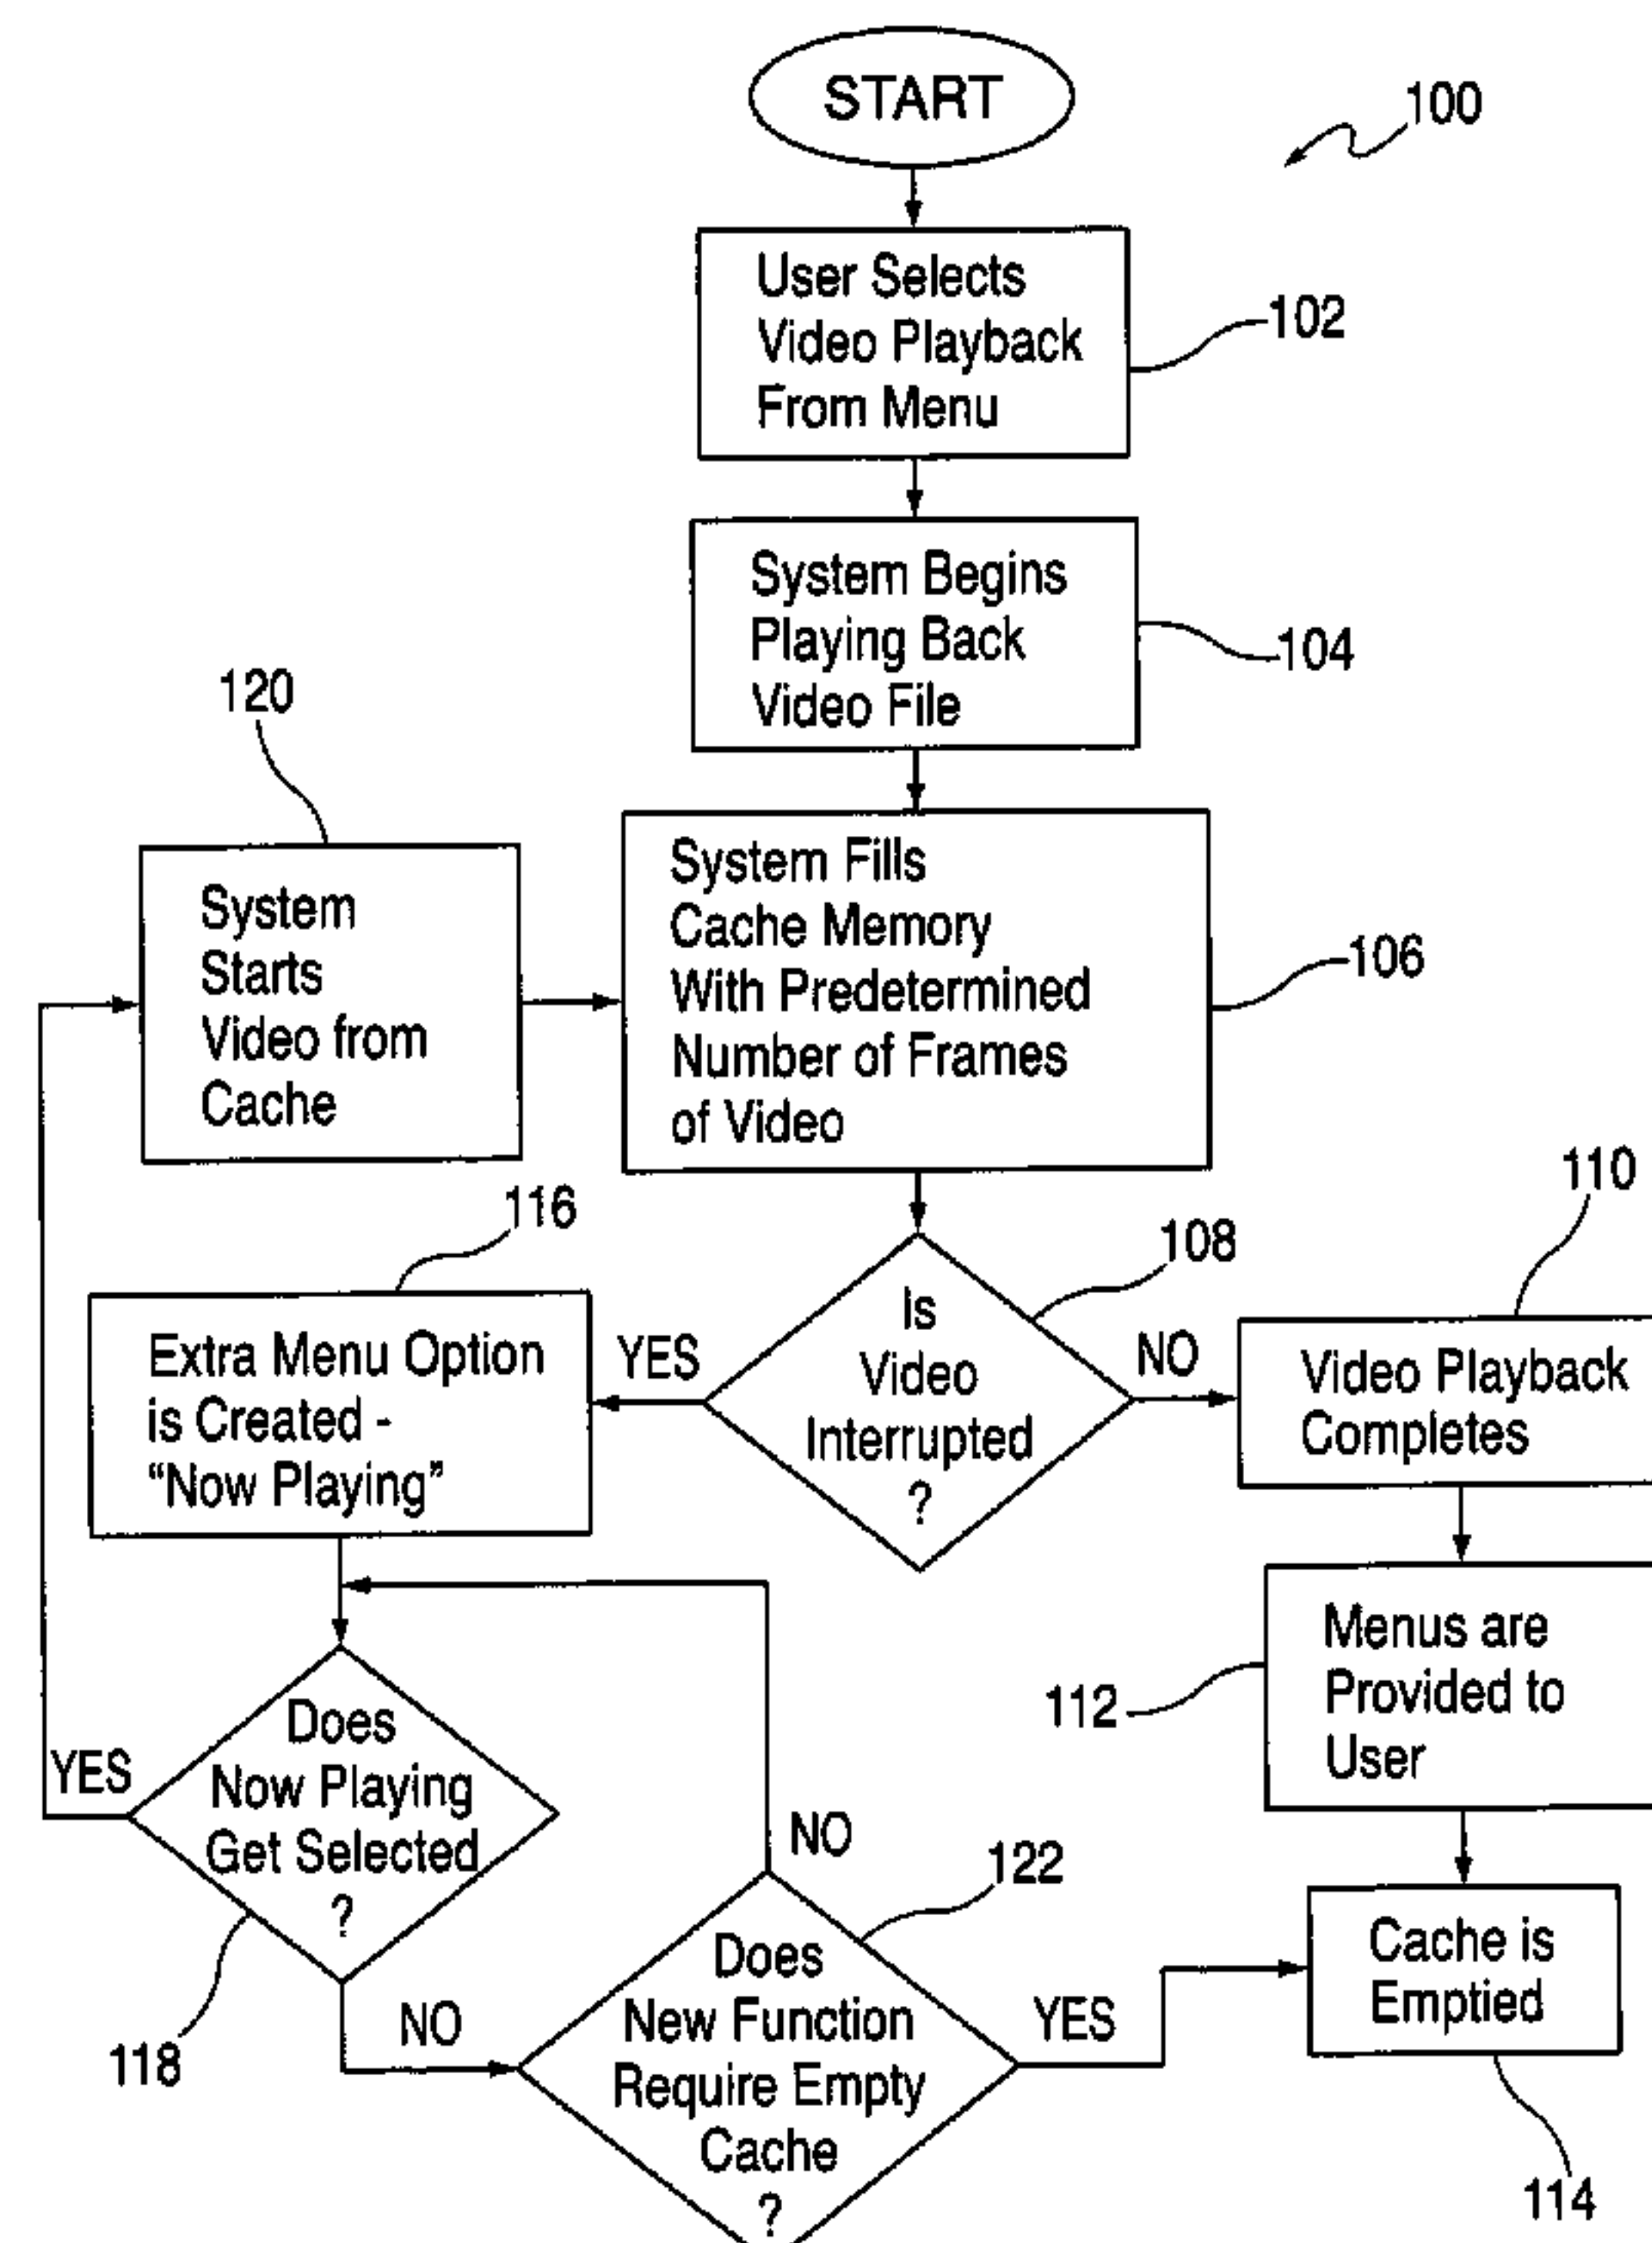 START
100
User Selects
Video Playback
From Menu
102
System Begins
Playing Back
Video File
104
120
System
Starts
Video from
Cache
System Fills
Cache Memory
With Predetermined
Number of Frames
of Video
106
116
108
110
Extra Menu Option
is Created -
“Now Playing”
YES
Is
Video
Interrupted
?
NO
Video Playback
Completes
Menus are
Provided to
User
112
YES
Does
Now Playing
Get Selected
?
118
NO
NO
122
Does
New Function
Require Empty
Cache
?
YES
Cache is
Emptied
114